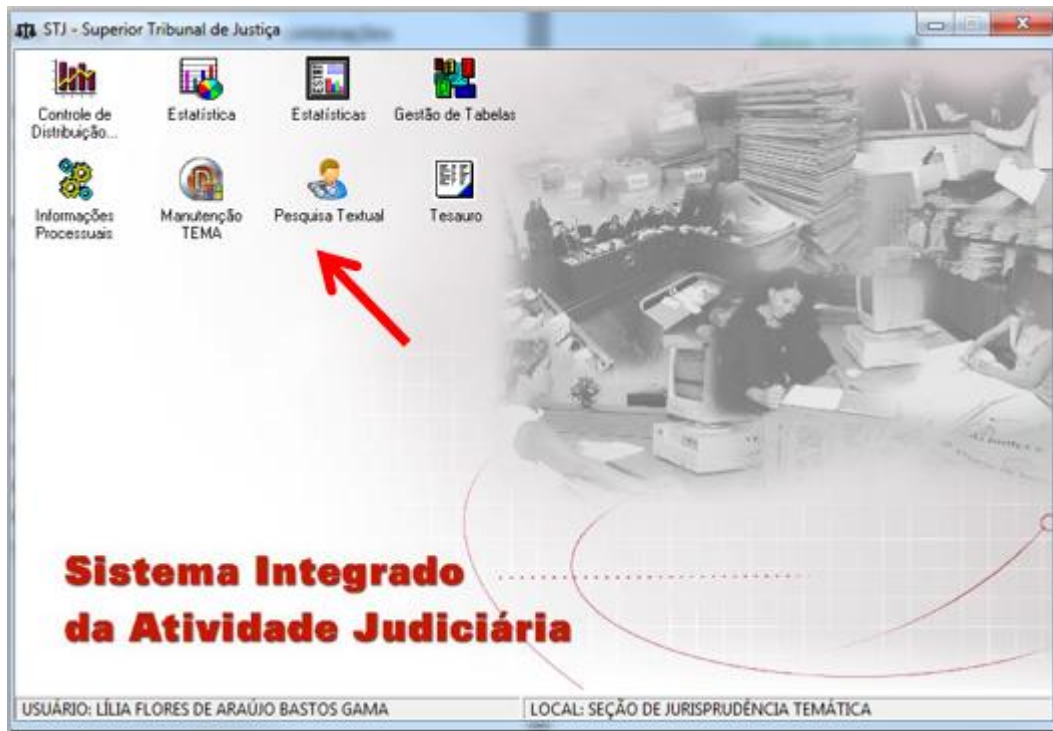 STJ - Superior Tribunal de Justiça
Controle de Distribuição...
Estatística
Estatísticas
Gestão de Tabelas
Informações Processuais
Manutenção TEMA
Pesquisa Textual
Tesauro
Sistema Integrado
da Atividade Judiciária
USUÁRIO: LÍLIA FLORES DE ARAÚJO BASTOS GAMA
LOCAL: SEÇÃO DE JURISPRUDÊNCIA TEMÁTICA